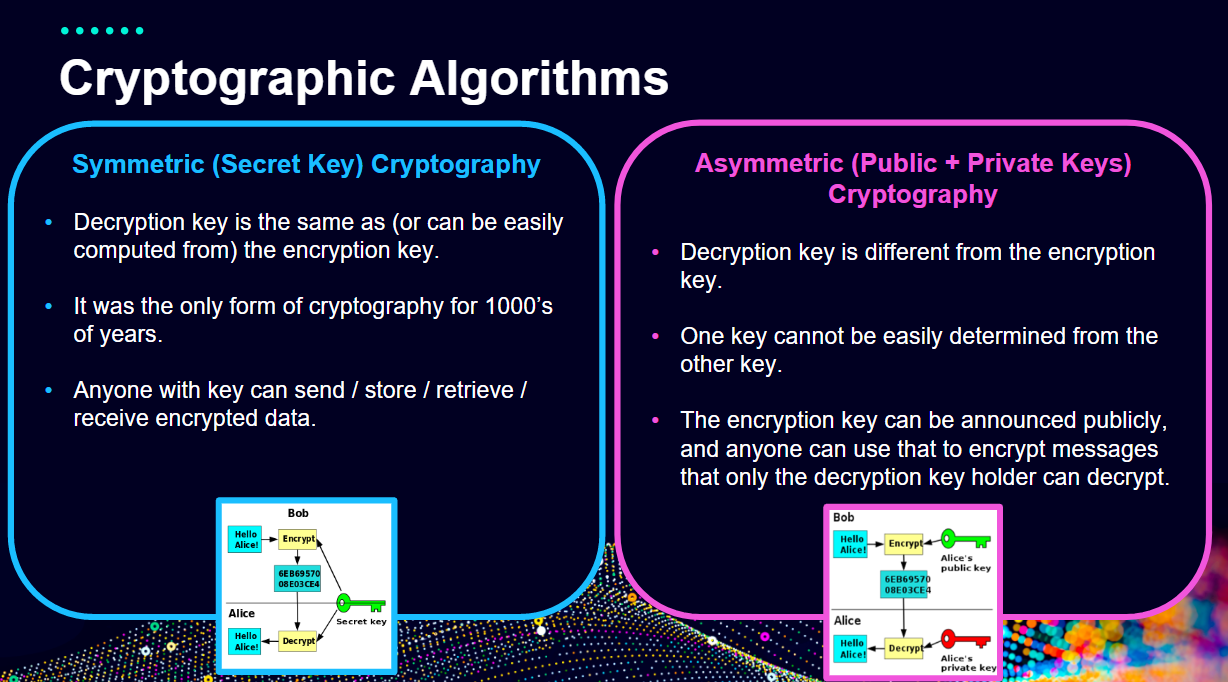 Cryptographic Algorithms
Symmetric (Secret Key) Cryptography
• Decryption key is the same as (or can be easily
computed from) the encryption key.
• It was the only form of cryptography for 1000’s
of years.
• Anyone with key can send / store / retrieve /
receive encrypted data.
Bob
Hello
Alice!
Encrypt
6EB69570
08E03CE4
Alice
Secret key
Hello
Alice!
Decrypt
Asymmetric (Public + Private Keys)
Cryptography
• Decryption key is different from the encryption
key.
• One key cannot be easily determined from the
other key.
• The encryption key can be announced publicly,
and anyone can use that to encrypt messages
that only the decryption key holder can decrypt.
Bob
Hello
Alice!
Encrypt
Alice's
public key
6EB69570
08E03CE4
Alice
Hello
Alice!
Decrypt
Alice's
private key